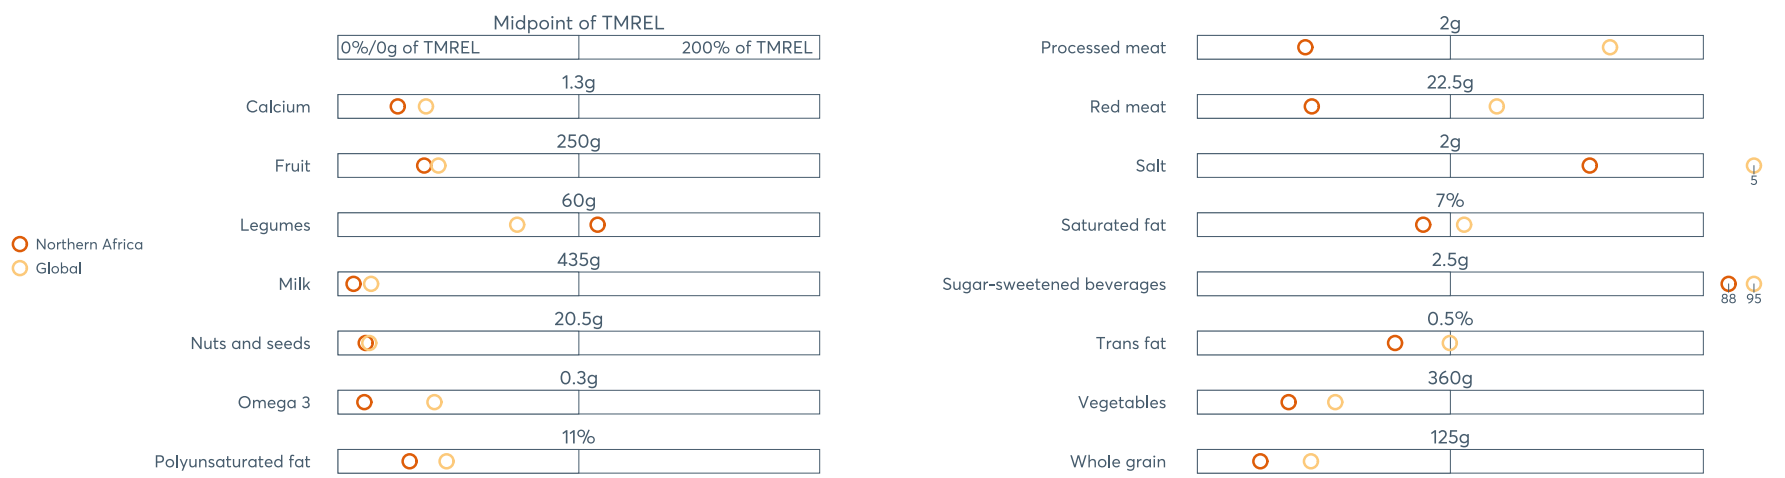 Midpoint of TMREL
0%/0g of TMREL 200% of TMREL
1.3g
Calcium
250g
Fruit
60g
Legumes
435g
Milk
20.5g
Nuts and seeds
0.3g
Omega 3
11%
Polyunsaturated fat
Northern Africa
Global
2g
Processed meat
22.5g
Red meat
2g
Salt
5
7%
Saturated fat
2.5g
Sugar-sweetened beverages
88 95
0.5%
Trans fat
360g
Vegetables
125g
Whole grain